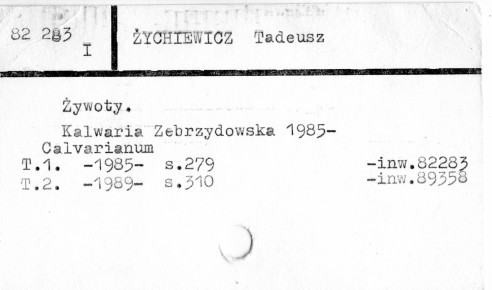 82 283
I
ŻYCHIEWICZ Tadeusz
Żywoty.
Kalwaria Zebrzydowska 1985-
Calvarianum
T.1. -1985- s.279 -inw.82283
T.2. -1989- s.310 -inw.89358